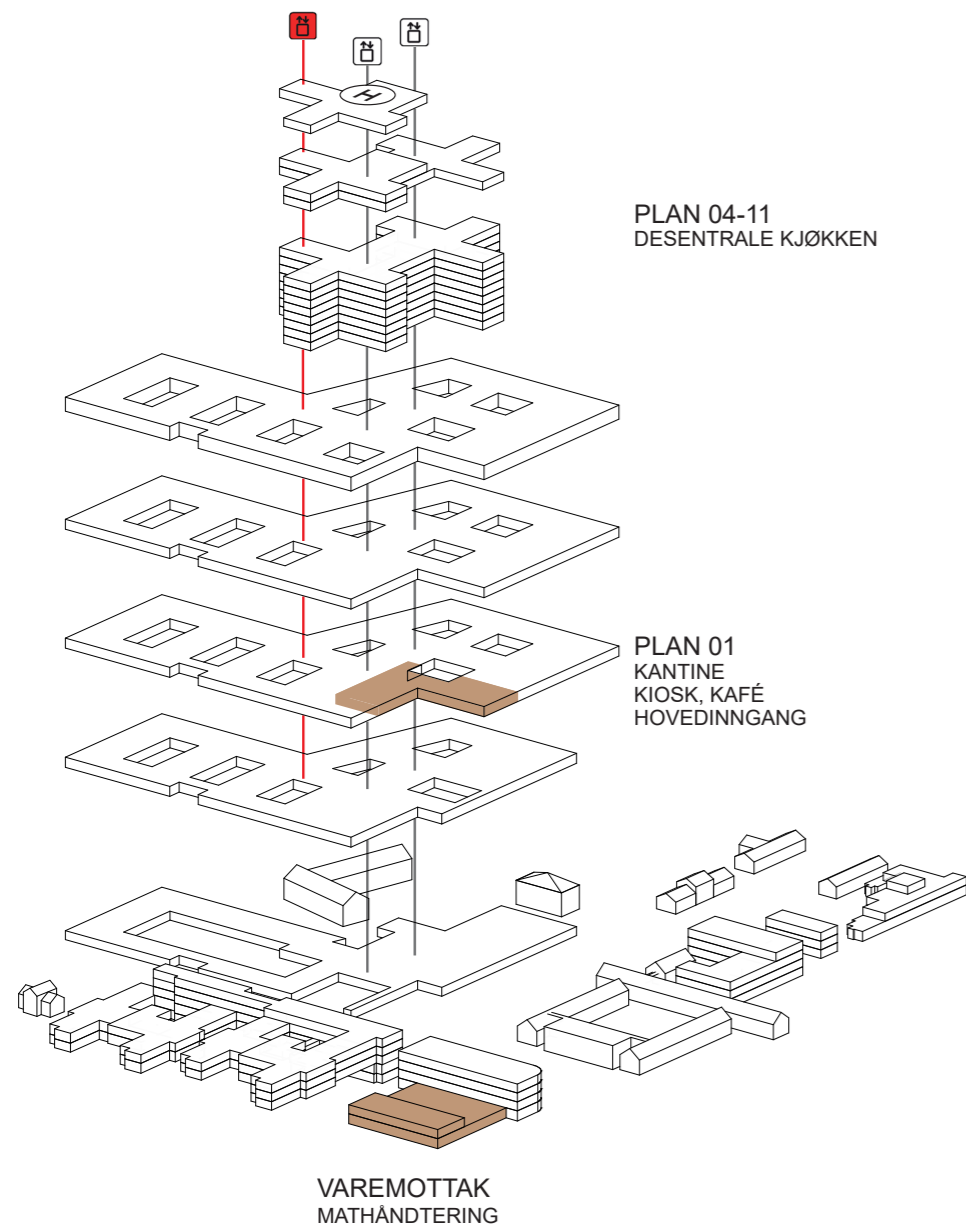 H
PLAN 04-11
DESENTRALE KJØKKEN
PLAN 01
KANTINE
KIOSK, KAFÉ
HOVEDINNGANG
VAREMOTTAK
MATHÅNDTERING